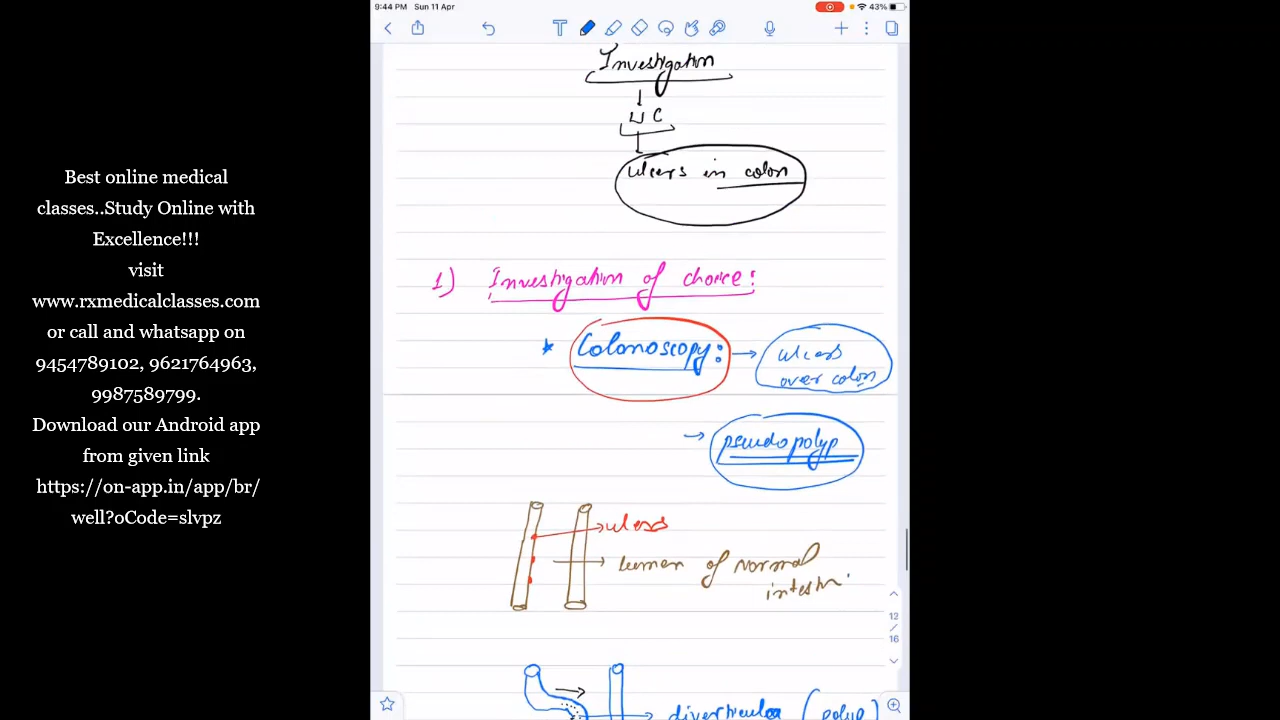 9:44 PM Sun 11 Apr
43%
Investigation
UC
ulcers in colon
1) Investigation of choice:
Colonoscopy: → ulcers over colon
→ pseudopolyp
ulcers
lumen of normal
intestin
diverticula (polyp)
12
/
16
Best online medical
classes..Study Online with
Excellence!!!
visit
www.rxmedicalclasses.com
or call and whatsapp on
9454789102, 9621764963,
9987589799.
Download our Android app
from given link
https://on-app.in/app/br/
well?oCode=slvpz